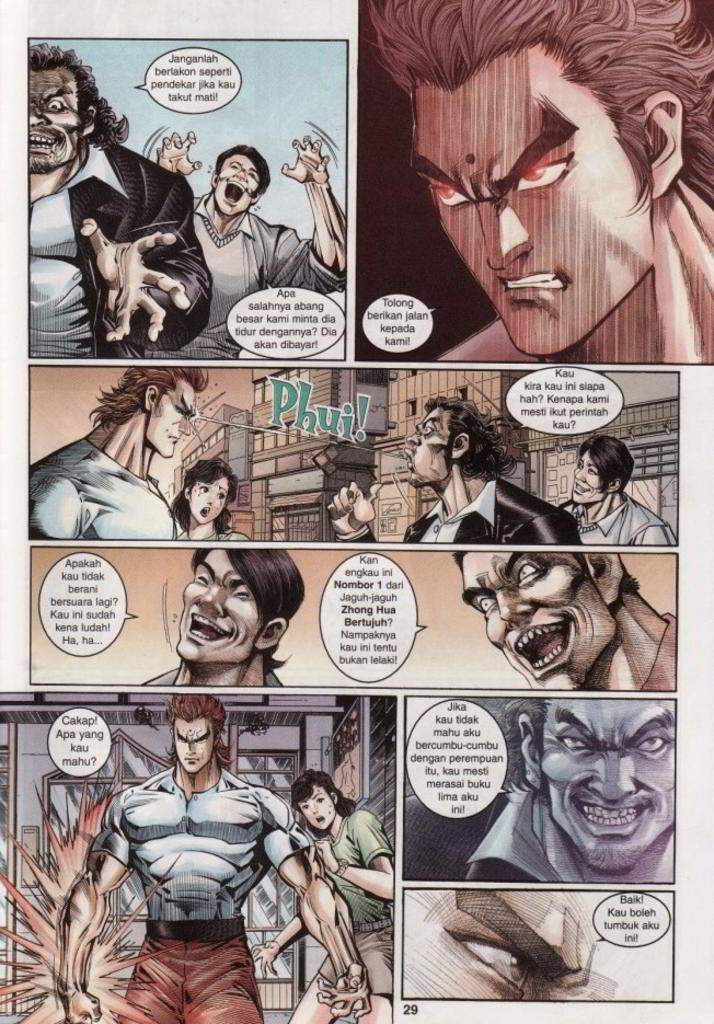 Janganlah
berlakon seperti
pendekar jika kau
takut mati!
Apa
salahnya abang
besar kami minta dia
tidur dengannya? Dia
akan dibayar!
Tolong
berikan jalan
kepada
kami!
Phui!
Kau
kira kau ini siapa
hah? Kenapa kami
mesti ikut perintah
kau?
Apakah
kau tidak
berani
bersuara lagi?
Kau ini sudah
kena ludah!
Ha, ha...
Kan
engkau ini
Nombor 1 dari
Jaguh-jaguh
Zhong Hua
Bertujuh?
Nampaknya
kau ini tentu
bukan lelaki!
Cakap!
Apa yang
kau
mahu?
Jika
kau tidak
mahu aku
bercumbu-cumbu
dengan perempuan
itu, kau mesti
merasai buku
lima aku
ini!
Baik!
Kau boleh
tumbuk aku
ini!
29